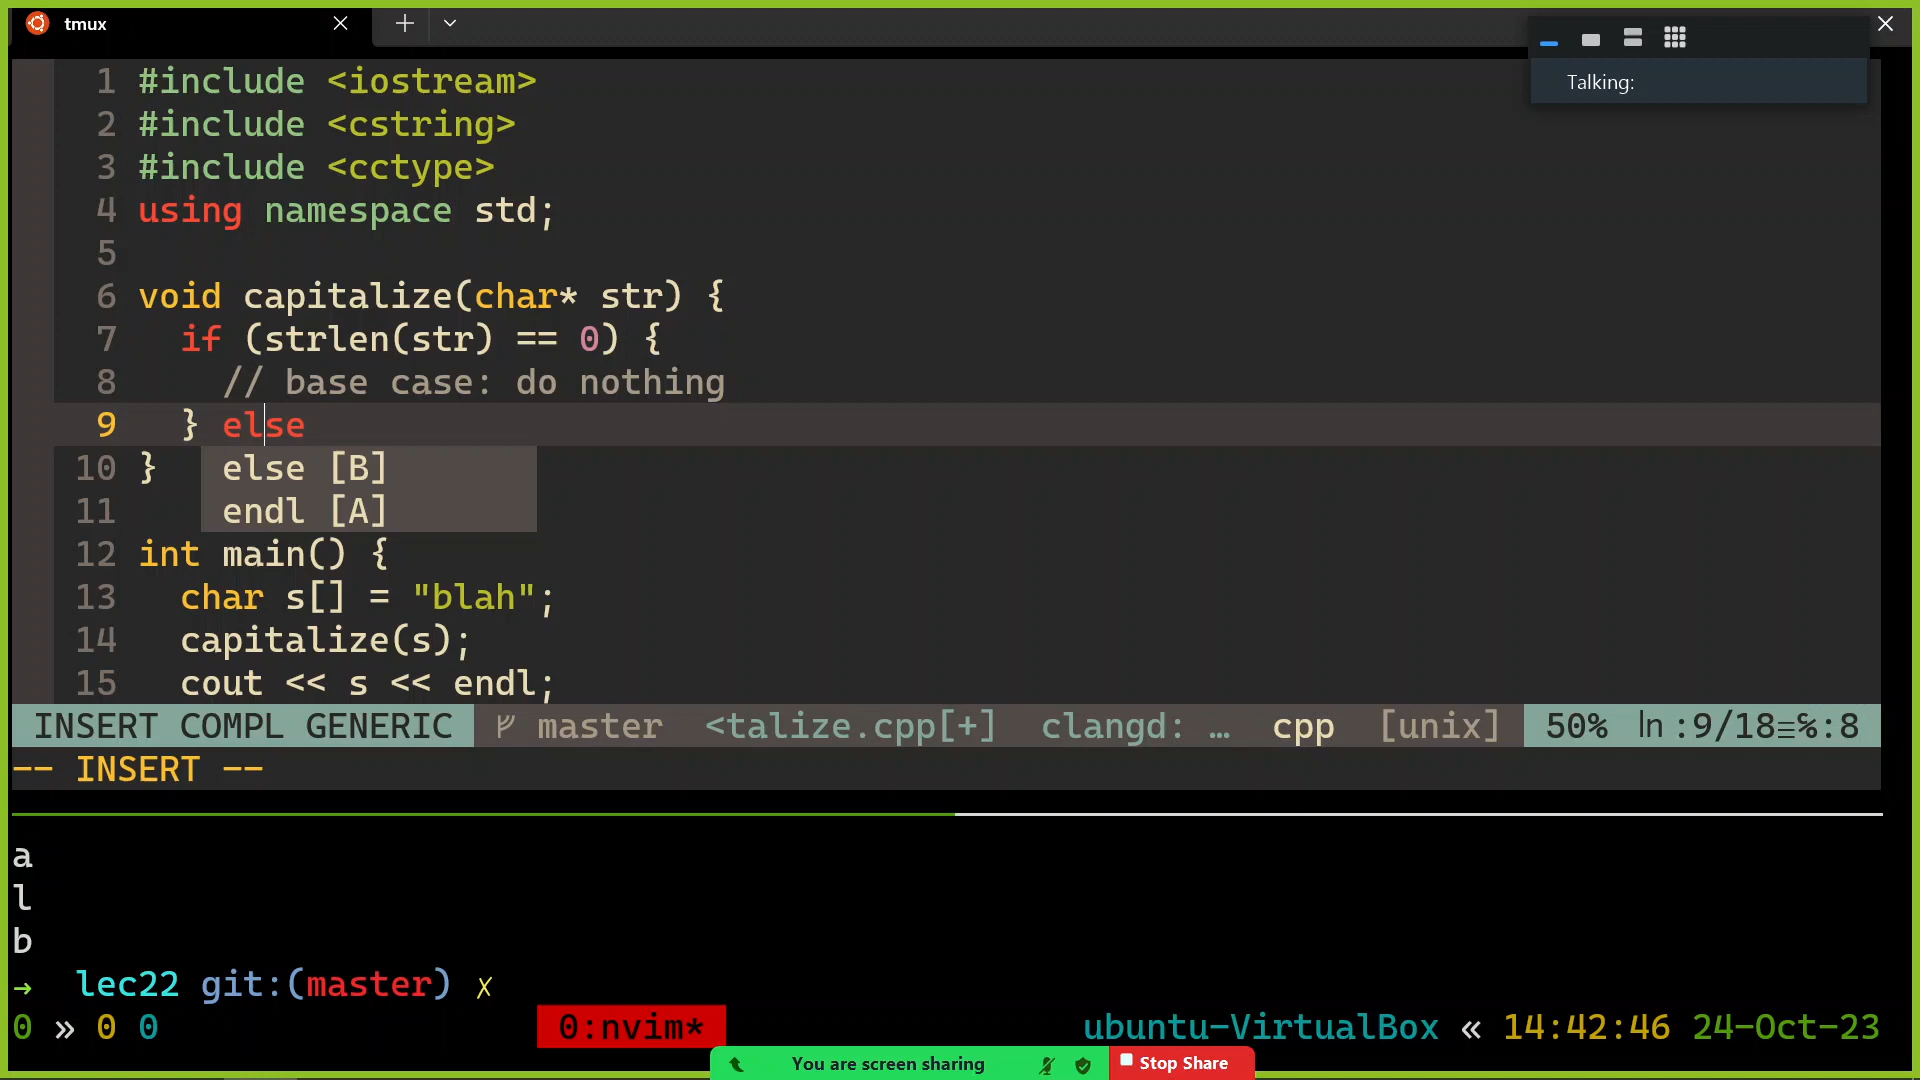 tmux
Talking:
1 #include <iostream>
2 #include <cstring>
3 #include <cctype>
4 using namespace std;
5
6 void capitalize(char* str) {
7 if (strlen(str) == 0) {
8 // base case: do nothing
9 } else
10 }
else [B]
11
endl [A]
12 int main() {
13 char s[] = "blah";
14 capitalize(s);
15 cout << s << endl;
INSERT COMPL GENERIC master <talize.cpp[+] clangd: … cpp [unix] 50% ln :9/18≡%:8
-- INSERT --
a
l
b
→ lec22 git:(master) ✗
0 » 0 0 0:nvim* ubuntu-VirtualBox « 14:42:46 24-Oct-23
You are screen sharing Stop Share